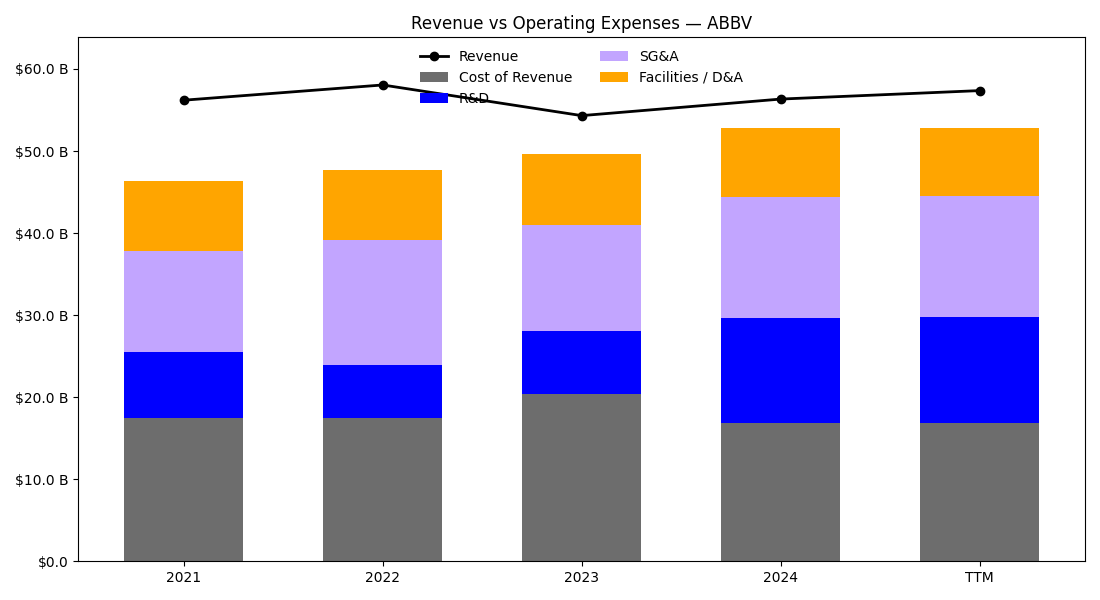 Revenue vs Operating Expenses — ABBV
$60.0 B
$50.0 B
$40.0 B
$30.0 B
$20.0 B
$10.0 B
$0.0
Revenue
Cost of Revenue
R&D
SG&A
Facilities / D&A
2021
2022
2023
2024
TTM